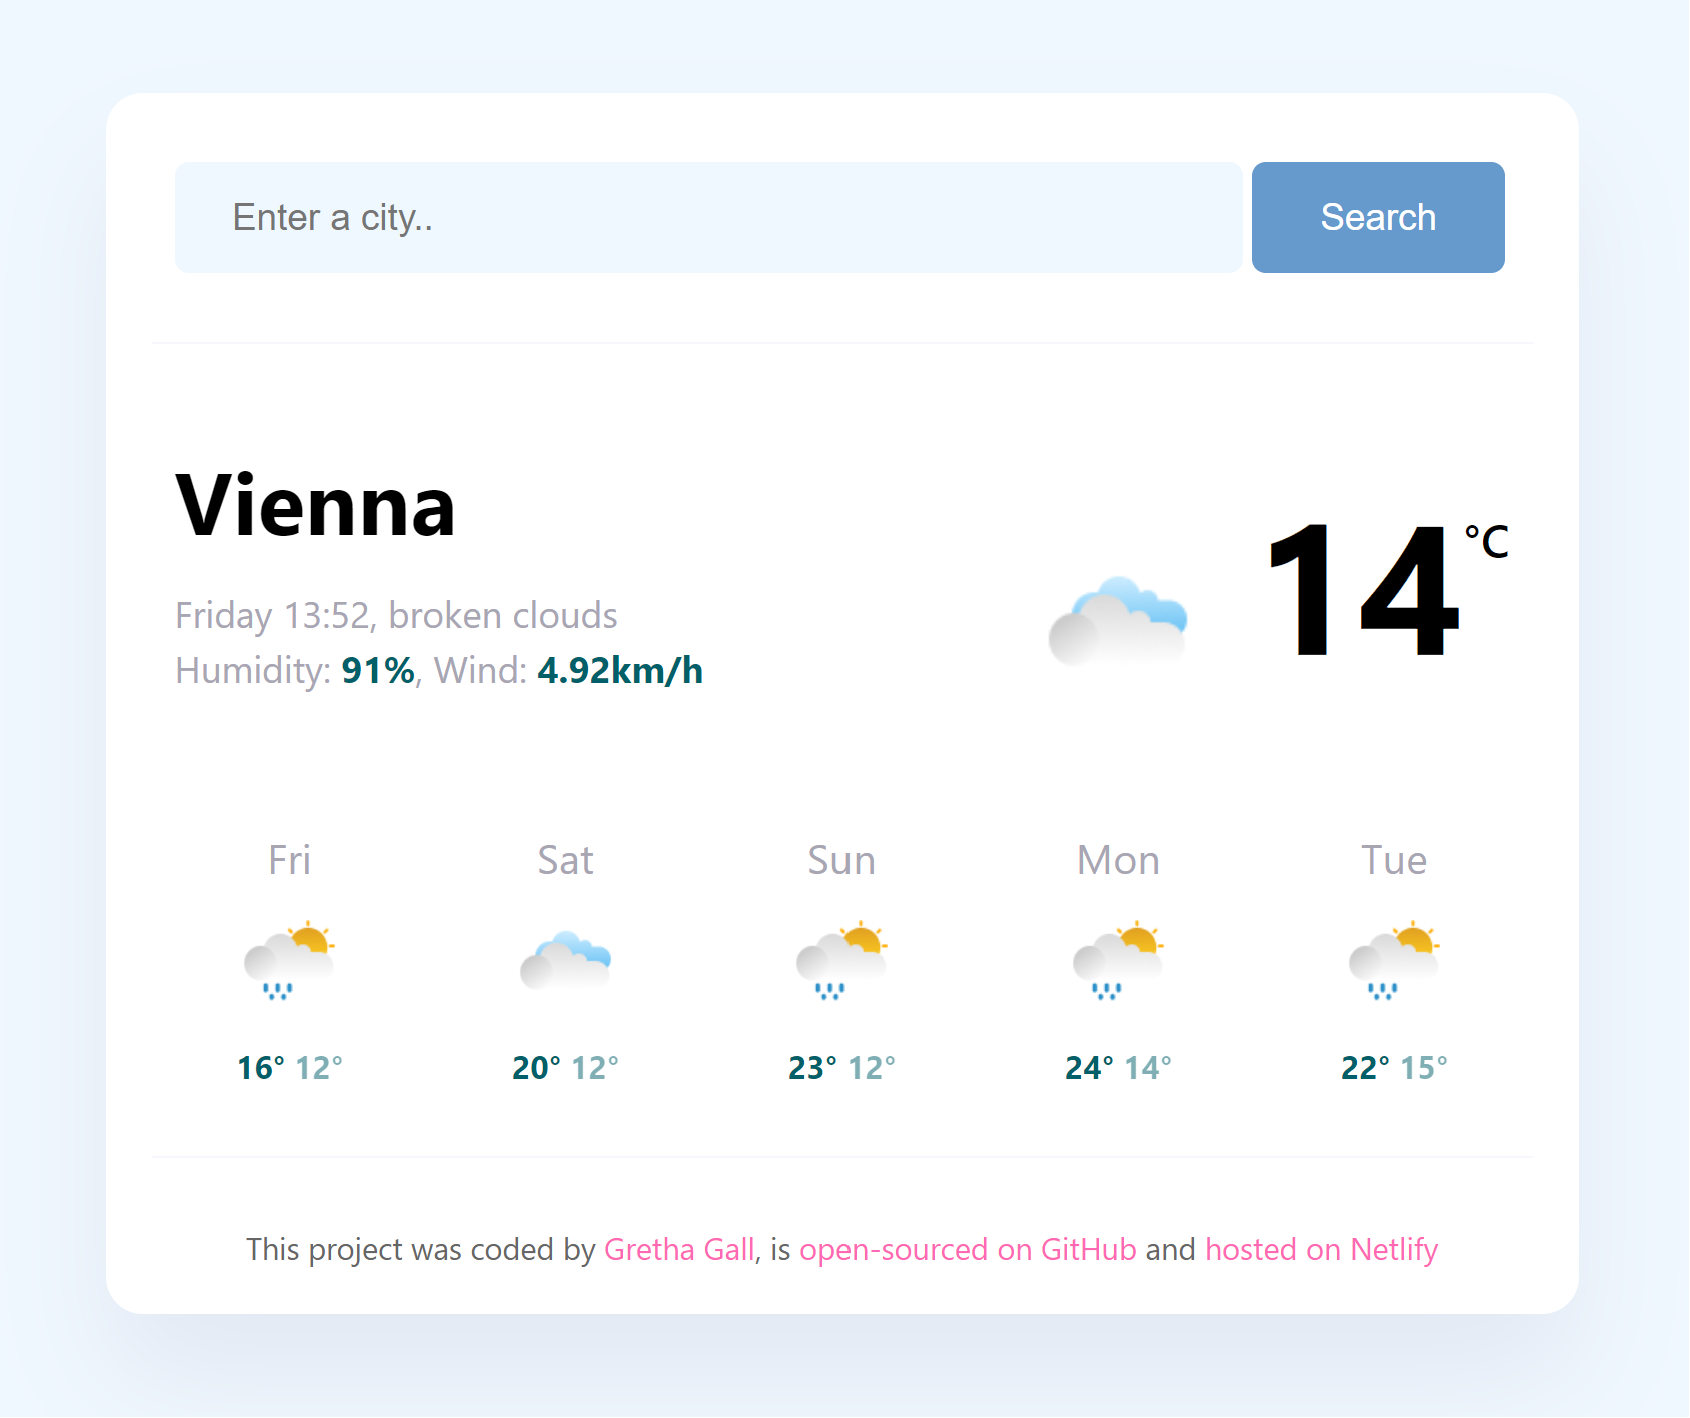 Enter a city..
Search
Vienna
14 °C
Friday 13:52, broken clouds
Humidity: 91%, Wind: 4.92km/h
Fri Sat Sun Mon Tue
16° 12° 20° 12° 23° 12° 24° 14° 22° 15°
This project was coded by Gretha Gall, is open-sourced on GitHub and hosted on Netlify